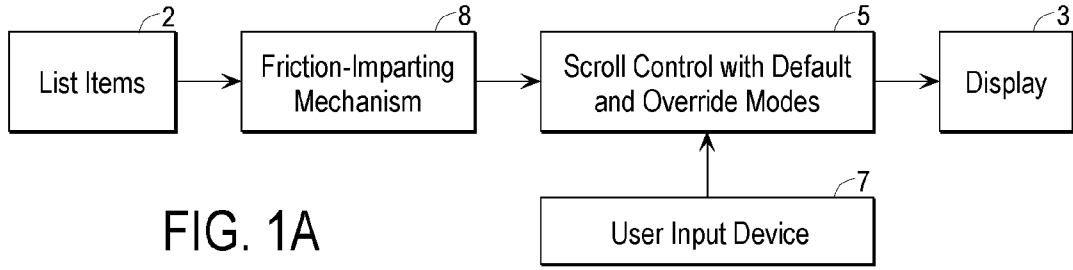 2
8
5
3
List Items
Friction-Imparting
Mechanism
Scroll Control with Default
and Override Modes
Display
7
User Input Device
FIG. 1A